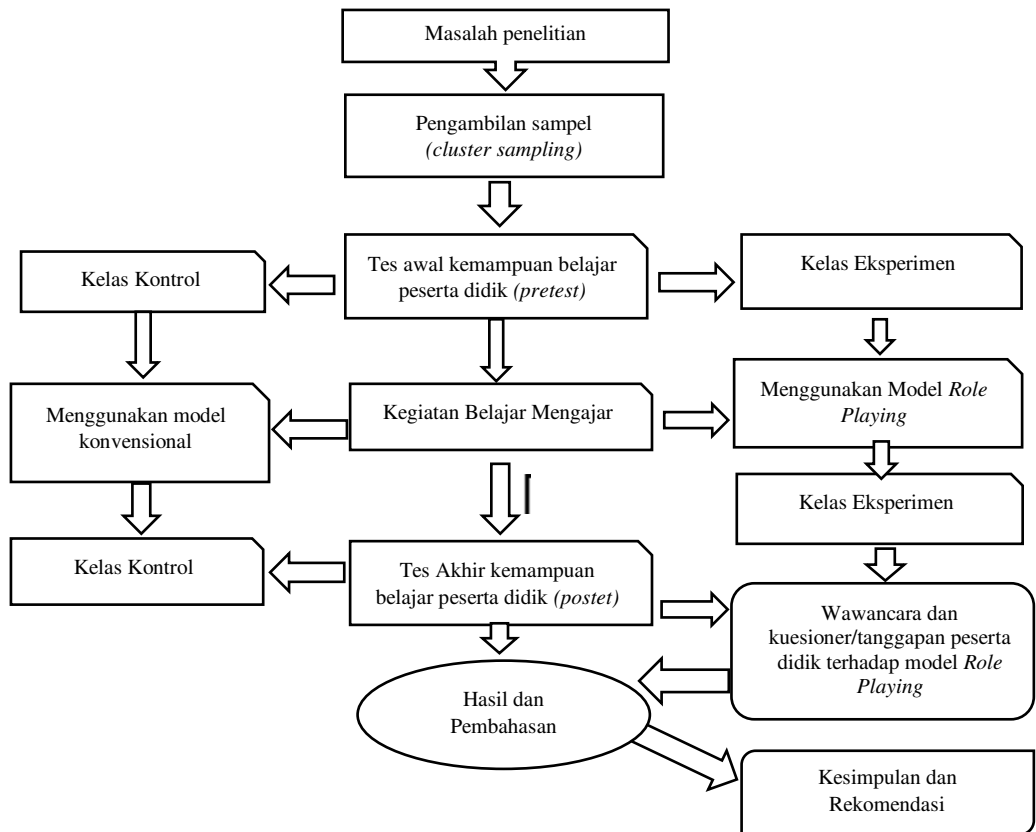 Masalah penelitian
Pengambilan sampel
(cluster sampling)
Kelas Kontrol
Tes awal kemampuan belajar
peserta didik (pretest)
Kelas Eksperimen
Menggunakan model
konvensional
Kegiatan Belajar Mengajar
Menggunakan Model Role
Playing
Kelas Eksperimen
Kelas Kontrol
Tes Akhir kemampuan
belajar peserta didik (postet)
Wawancara dan
kuesioner/tanggapan peserta
didik terhadap model Role
Playing
Hasil dan
Pembahasan
Kesimpulan dan
Rekomendasi